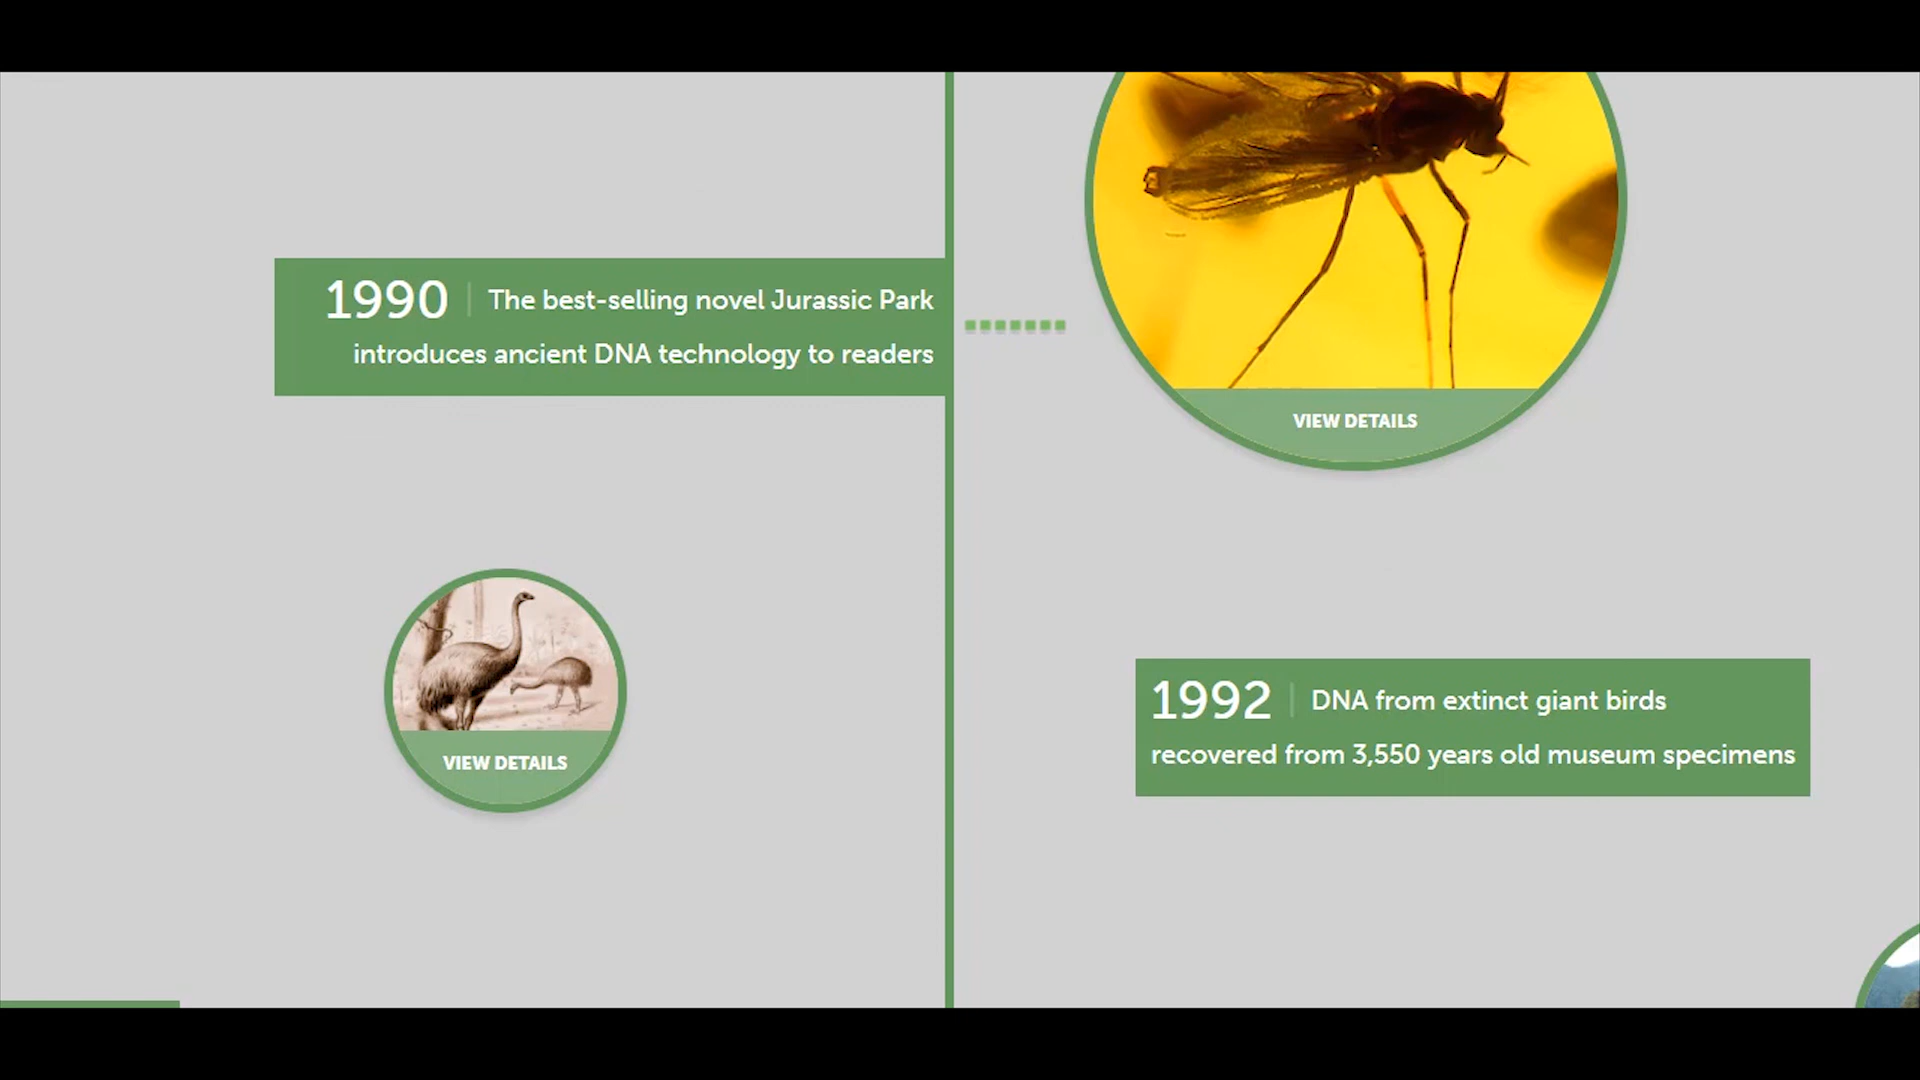 1990 | The best-selling novel Jurassic Park
introduces ancient DNA technology to readers
VIEW DETAILS
VIEW DETAILS
1992 | DNA from extinct giant birds
recovered from 3,550 years old museum specimens